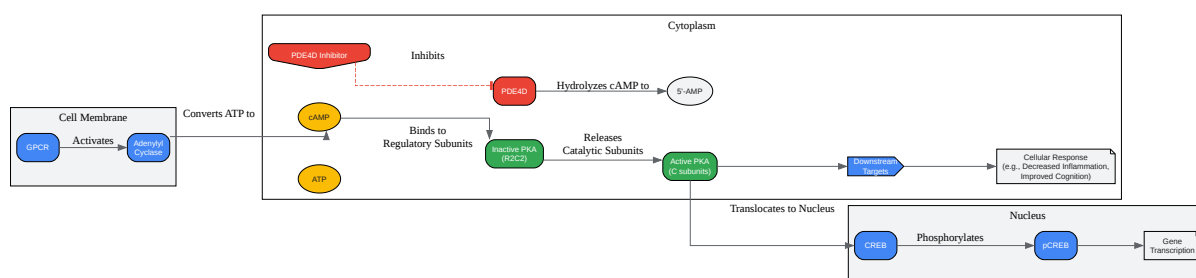 Cytoplasm
PDE4D Inhibitor
Inhibits
PDE4D
Hydrolyzes cAMP to
5'-AMP
Cell Membrane
GPCR
Activates
Adenylyl
Cyclase
Converts ATP to
cAMP
Binds to
Regulatory Subunits
Inactive PKA
(R2C2)
Releases
Catalytic Subunits
Active PKA
(C subunits)
Downstream
Targets
Cellular Response
(e.g., Decreased Inflammation,
Improved Cognition)
ATP
Translocates to Nucleus
Nucleus
CREB
Phosphorylates
pCREB
Gene
Transcription